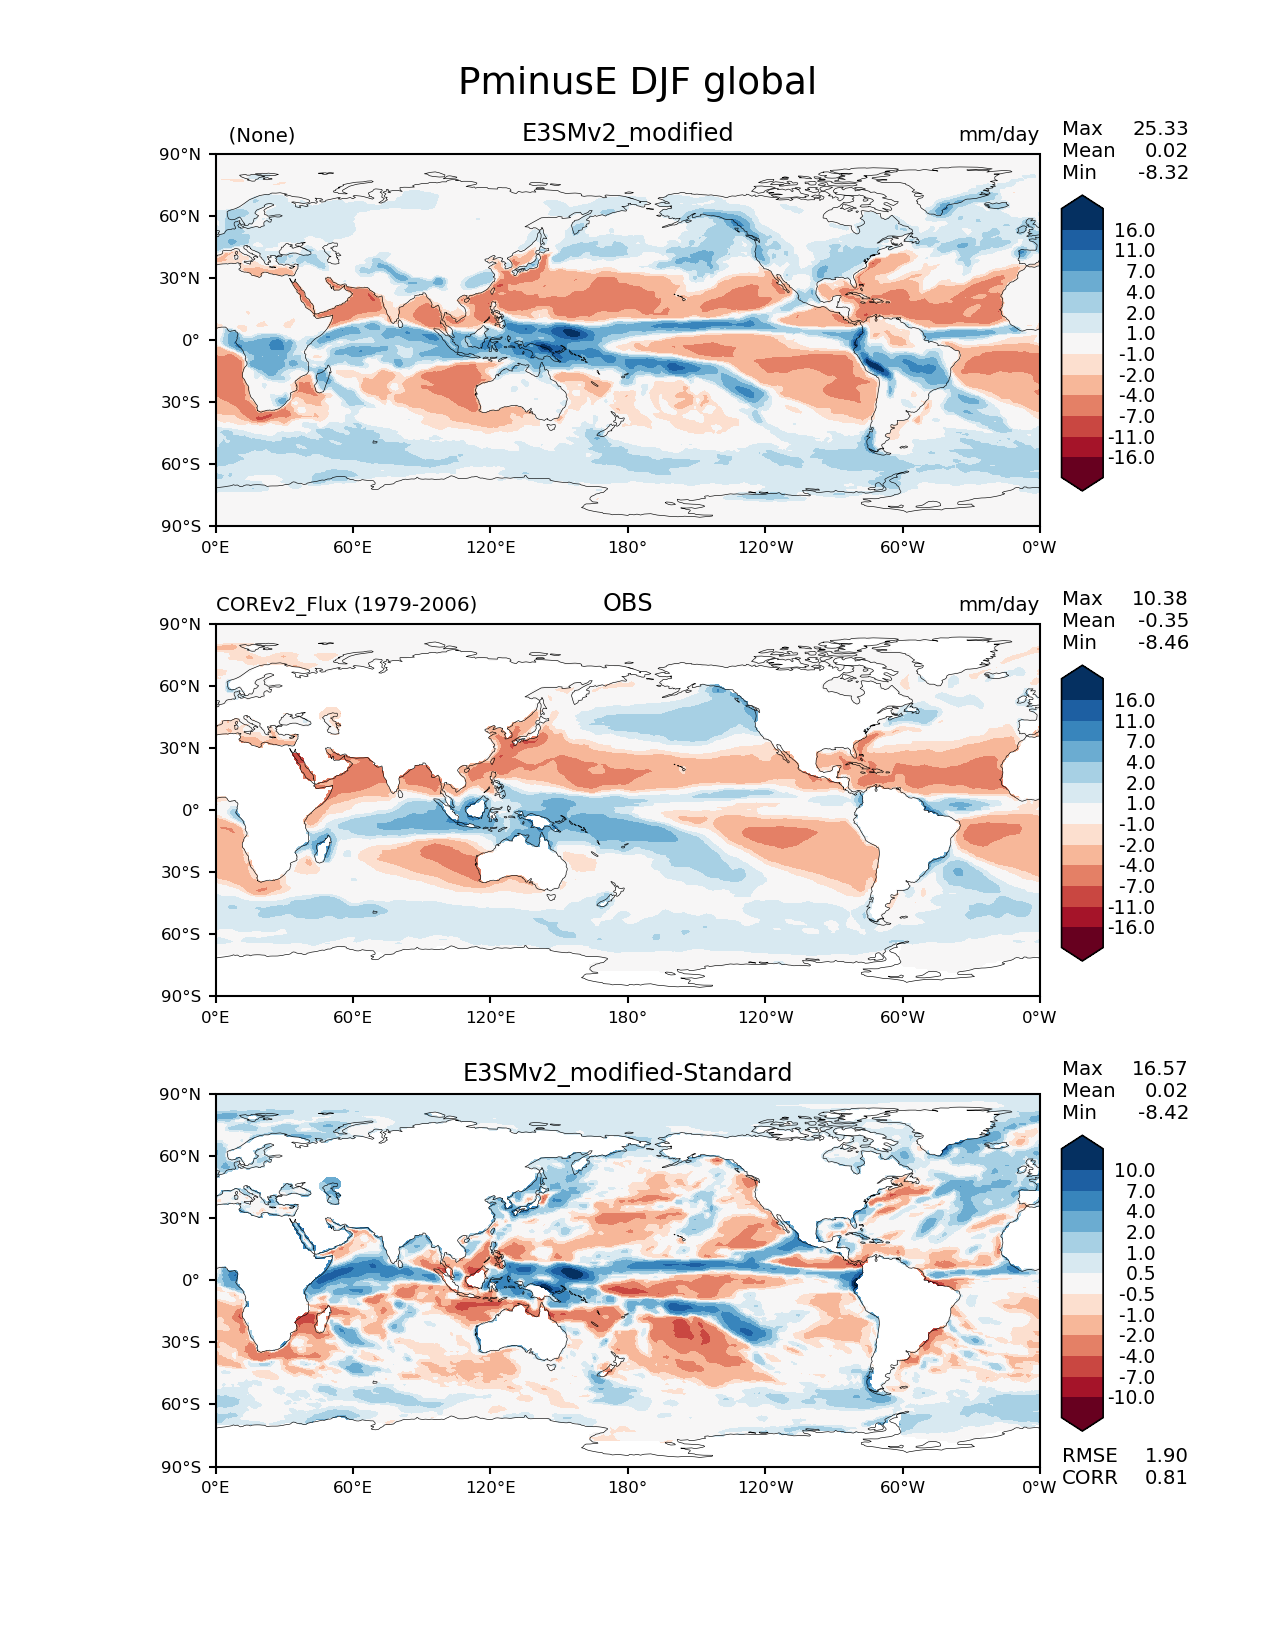 PminusE DJF global
(None) E3SMv2_modified mm/day
Max 25.33
Mean 0.02
Min -8.32
90°N
60°N
30°N
0°
30°S
60°S
90°S
0°E 60°E 120°E 180° 120°W 60°W 0°W
16.0
11.0
7.0
4.0
2.0
1.0
-1.0
-2.0
-4.0
-7.0
-11.0
-16.0
COREv2_Flux (1979-2006) OBS mm/day
Max 10.38
Mean -0.35
Min -8.46
90°N
60°N
30°N
0°
30°S
60°S
90°S
0°E 60°E 120°E 180° 120°W 60°W 0°W
16.0
11.0
7.0
4.0
2.0
1.0
-1.0
-2.0
-4.0
-7.0
-11.0
-16.0
E3SMv2_modified-Standard
Max 16.57
Mean 0.02
Min -8.42
90°N
60°N
30°N
0°
30°S
60°S
90°S
0°E 60°E 120°E 180° 120°W 60°W 0°W
10.0
7.0
4.0
2.0
1.0
0.5
-0.5
-1.0
-2.0
-4.0
-7.0
-10.0
RMSE 1.90
CORR 0.81